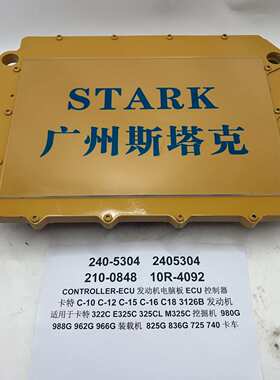 STARK
广州斯塔克
240-5304 2405304
210-0848 10R-4092
CONTROLLER-ECU 发动机电脑板 ECU 控制器
卡特 C-10 C-12 C-15 C-16 C18 3126B 发动机
适用于卡特 322C E325C 325CL M325C 挖掘机 980G
988G 962G 966G 装载机 825G 836G 725 740 卡车